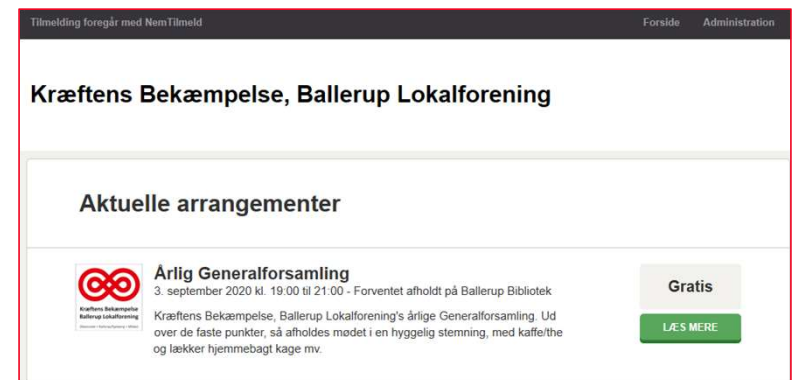 Tilmelding foregår med NemTilmeld
Forside Administration
Kræftens Bekæmpelse, Ballerup Lokalforening
Aktuelle arrangementer
Årlig Generalforsamling
3. september 2020 kl. 19:00 til 21:00 - Forventet afholdt på Ballerup Bibliotek
Kræftens Bekæmpelse, Ballerup Lokalforening's årlige Generalforsamling. Ud
over de faste punkter, så afholdes mødet i en hyggelig stemning, med kaffe/the
og lækker hjemmebagt kage mv.
Gratis
LÆS MERE
Kræftens Bekæmpelse
Ballerup Lokalforening